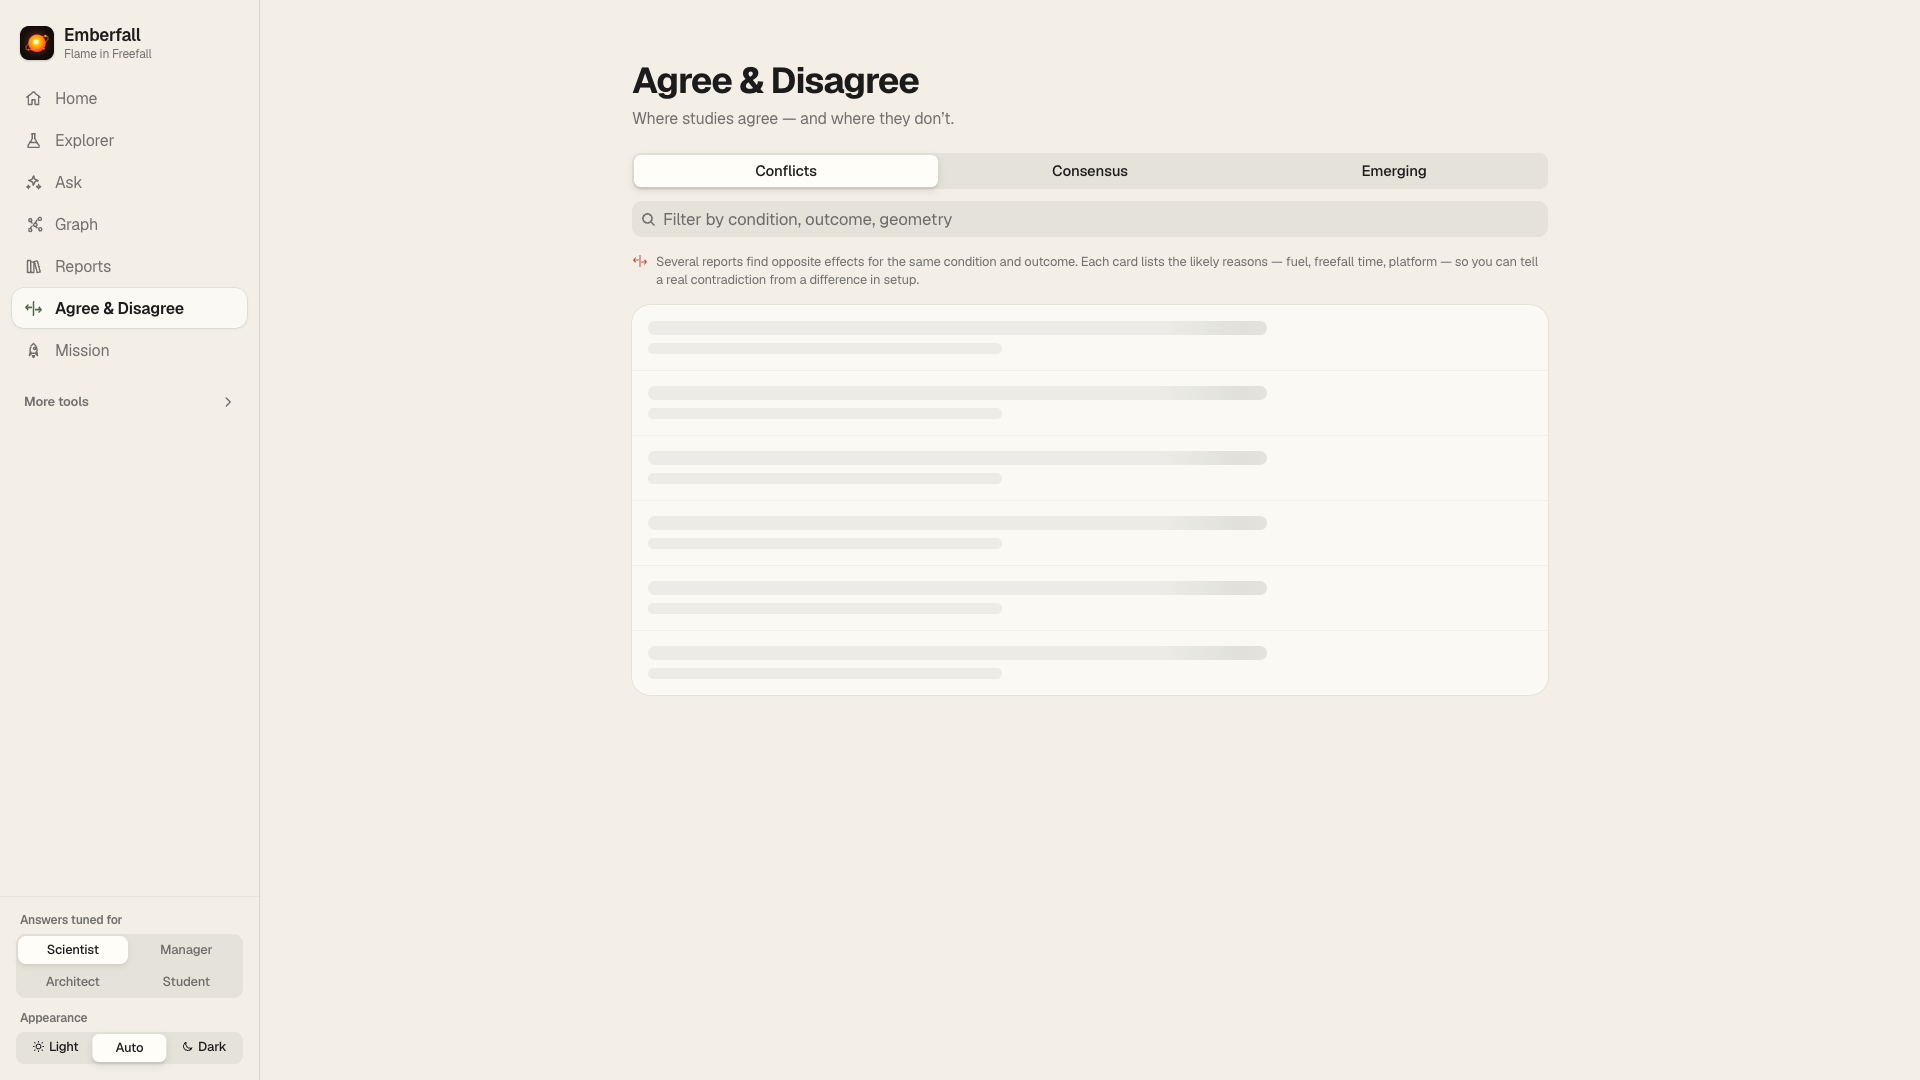 Emberfall
Flame in Freefall
Home
Explorer
Ask
Graph
Reports
Agree & Disagree
Mission
More tools
Answers tuned for
Scientist
Manager
Architect
Student
Appearance
Light
Auto
Dark
Agree & Disagree
Where studies agree — and where they don’t.
Conflicts
Consensus
Emerging
Filter by condition, outcome, geometry
Several reports find opposite effects for the same condition and outcome. Each card lists the likely reasons — fuel, freefall time, platform — so you can tell
a real contradiction from a difference in setup.